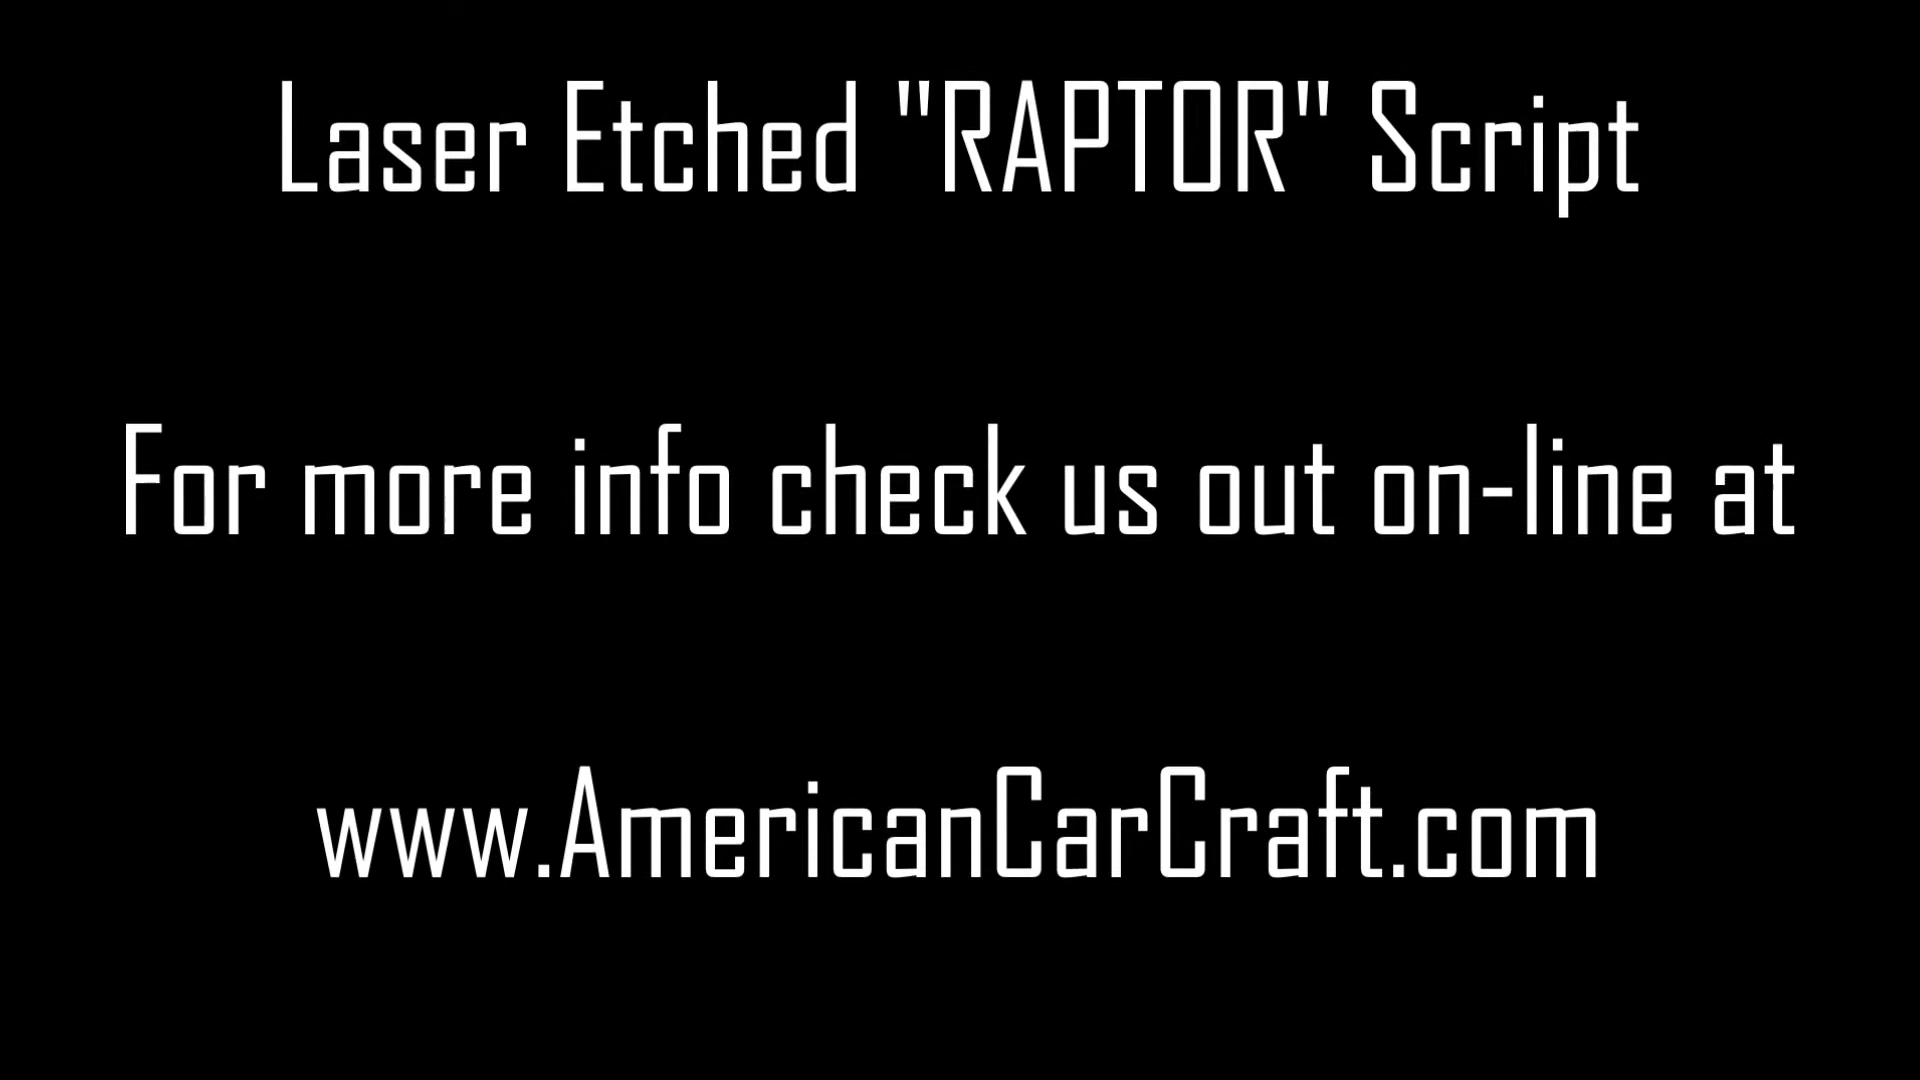 Laser Etched "RAPTOR" Script
For more info check us out on-line at
www.AmericanCarCraft.com